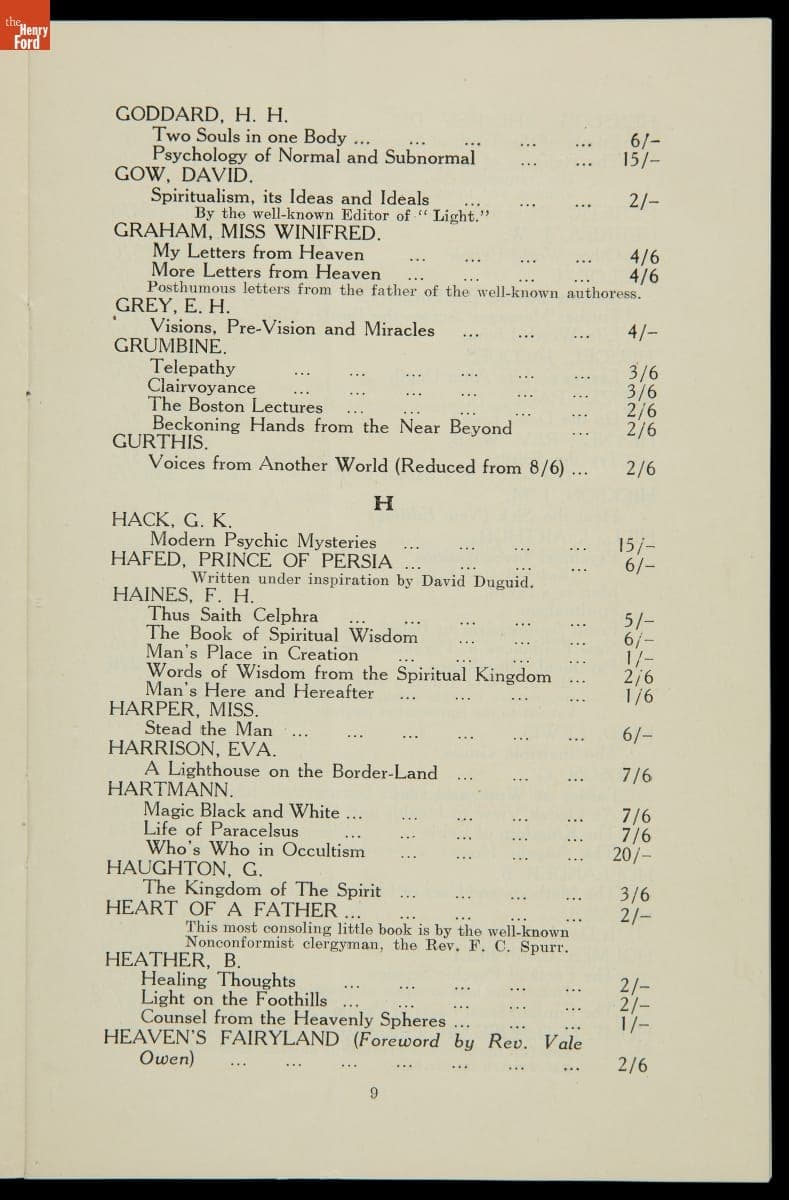 the
Henry
Ford
GODDARD, H. H.
Two Souls in one Body ... ... ... ... ... 6/-
Psychology of Normal and Subnormal ... ... 15/-
GOW, DAVID.
Spiritualism, its Ideas and Ideals ... ... ... 2/-
By the well-known Editor of “ Light.”
GRAHAM, MISS WINIFRED.
My Letters from Heaven ... ... ... ... 4/6
More Letters from Heaven ... ... ... ... 4/6
Posthumous letters from the father of the well-known authoress.
GREY, E. H.
Visions, Pre-Vision and Miracles ... ... ... 4/-
GRUMBINE.
Telepathy ... ... ... ... ... ... 3/6
Clairvoyance ... ... ... ... ... ... 3/6
The Boston Lectures ... ... ... ... ... 2/6
Beckoning Hands from the Near Beyond ... 2/6
GURTHIS.
Voices from Another World (Reduced from 8/6) ... 2/6
H
HACK, G. K.
Modern Psychic Mysteries ... ... ... ... 15/-
HAFED, PRINCE OF PERSIA ... ... ... ... 6/-
Written under inspiration by David Duguid.
HAINES, F. H.
Thus Saith Celphra ... ... ... ... ... 5/-
The Book of Spiritual Wisdom ... ... ... 6/-
Man's Place in Creation ... ... ... ... 1/-
Words of Wisdom from the Spiritual Kingdom ... 2/6
Man's Here and Hereafter ... ... ... ... 1/6
HARPER, MISS.
Stead the Man ... ... ... ... ... ... 6/-
HARRISON, EVA.
A Lighthouse on the Border-Land ... ... ... 7/6
HARTMANN.
Magic Black and White ... ... ... ... ... 7/6
Life of Paracelsus ... ... ... ... ... 7/6
Who's Who in Occultism ... ... ... ... 20/-
HAUGHTON, G.
The Kingdom of The Spirit ... ... ... ... 3/6
HEART OF A FATHER ... ... ... ... ... 2/-
This most consoling little book is by the well-known
Nonconformist clergyman, the Rev. F. C. Spurr.
HEATHER, B.
Healing Thoughts ... ... ... ... ... 2/-
Light on the Foothills ... ... ... ... ... 2/-
Counsel from the Heavenly Spheres ... ... ... 1/-
HEAVEN'S FAIRYLAND (Foreword by Rev. Vale
Owen) ... ... ... ... ... ... ... 2/6
9